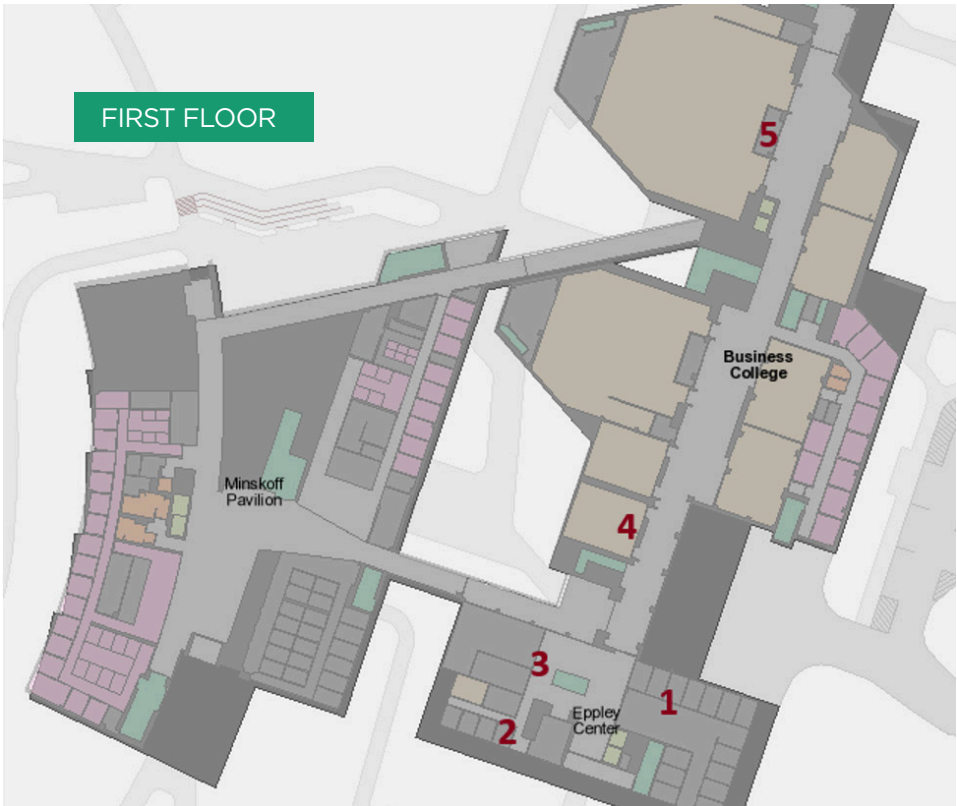 FIRST FLOOR
5
Business
College
Minskoff
Pavilion
4
3
1
Eppley
Center
2